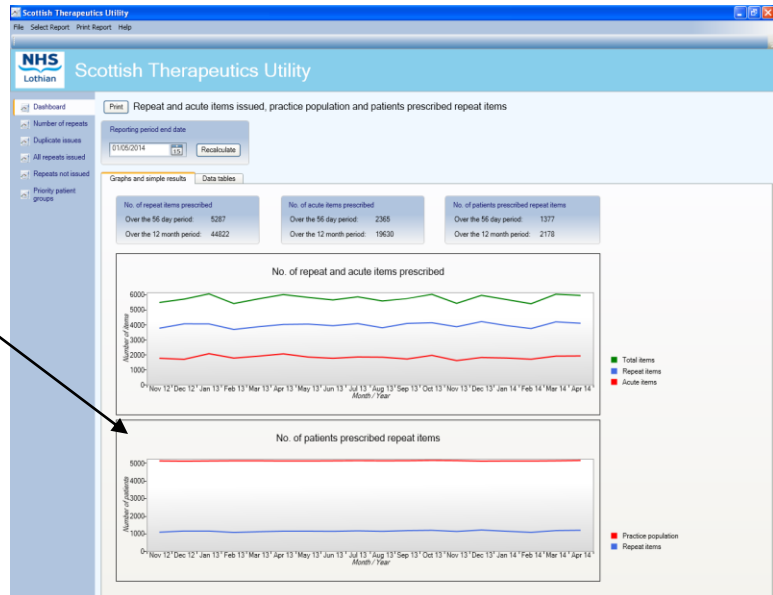 Scottish Therapeutics Utility
File Select Report Print Report Help
NHS
Lothian
Scottish Therapeutics Utility
Dashboard
Number of repeats
Duplicate issues
All repeats issued
Repeats not issued
Priority patient
groups
Print Repeat and acute items issued, practice population and patients prescribed repeat items
Reporting period end date
01/05/2014 15 Recalculate
Graphs and simple results Data tables
No. of repeat items prescribed
Over the 56 day period: 5287
Over the 12 month period: 44822
No. of acute items prescribed
Over the 56 day period: 2365
Over the 12 month period: 19630
No. of patients prescribed repeat items
Over the 56 day period: 1377
Over the 12 month period: 2178
No. of repeat and acute items prescribed
Number of items
6000
5000
4000
3000
2000
1000
0
Nov 12 Dec 12 Jan 13 Feb 13 Mar 13 Apr 13 May 13 Jun 13 Jul 13 Aug 13 Sep 13 Oct 13 Nov 13 Dec 13 Jan 14 Feb 14 Mar 14 Apr 14
Month / Year
Total items
Repeat items
Acute items
No. of patients prescribed repeat items
Number of patients
5000
4000
3000
2000
1000
0
Nov 12 Dec 12 Jan 13 Feb 13 Mar 13 Apr 13 May 13 Jun 13 Jul 13 Aug 13 Sep 13 Oct 13 Nov 13 Dec 13 Jan 14 Feb 14 Mar 14 Apr 14
Month / Year
Practice population
Repeat items